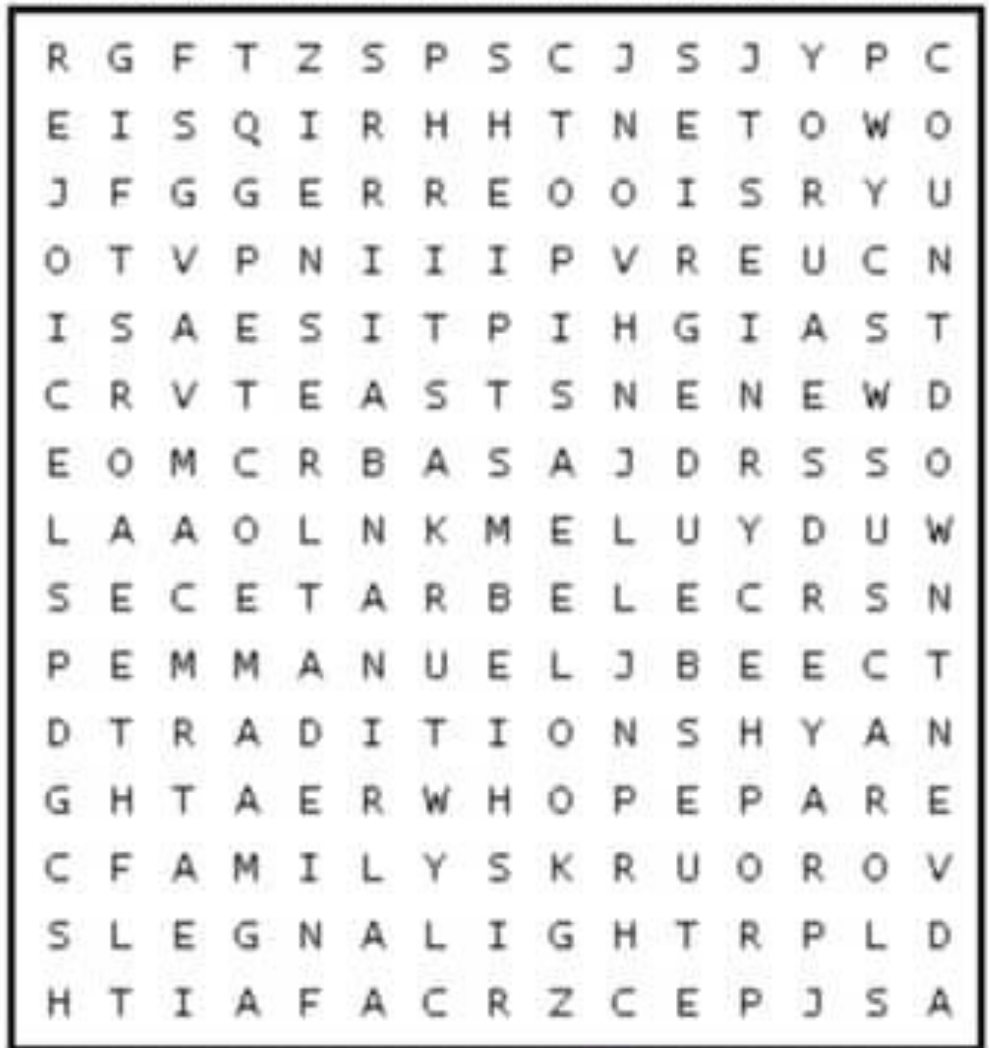 R G F T Z S P S C J S J Y P C
E I S Q I R H H T N E T O W O
J F G G E R R E O O I S R Y U
O T V P N I I I P V R E U C N
I S A E S I T P I H G I A S T
C R V T E A S T S N E N E W D
E O M C R B A S A J D R S S O
L A A O L N K M E L U Y D U W
S E C E T A R B E L E C R S N
P E M M A N U E L J B E E C T
D T R A D I T I O N S H Y A N
G H T A E R W H O P E P A R E
C F A M I L Y S K R U O R O V
S L E G N A L I G H T R P L D
H T I A F A C R Z C E P J S A